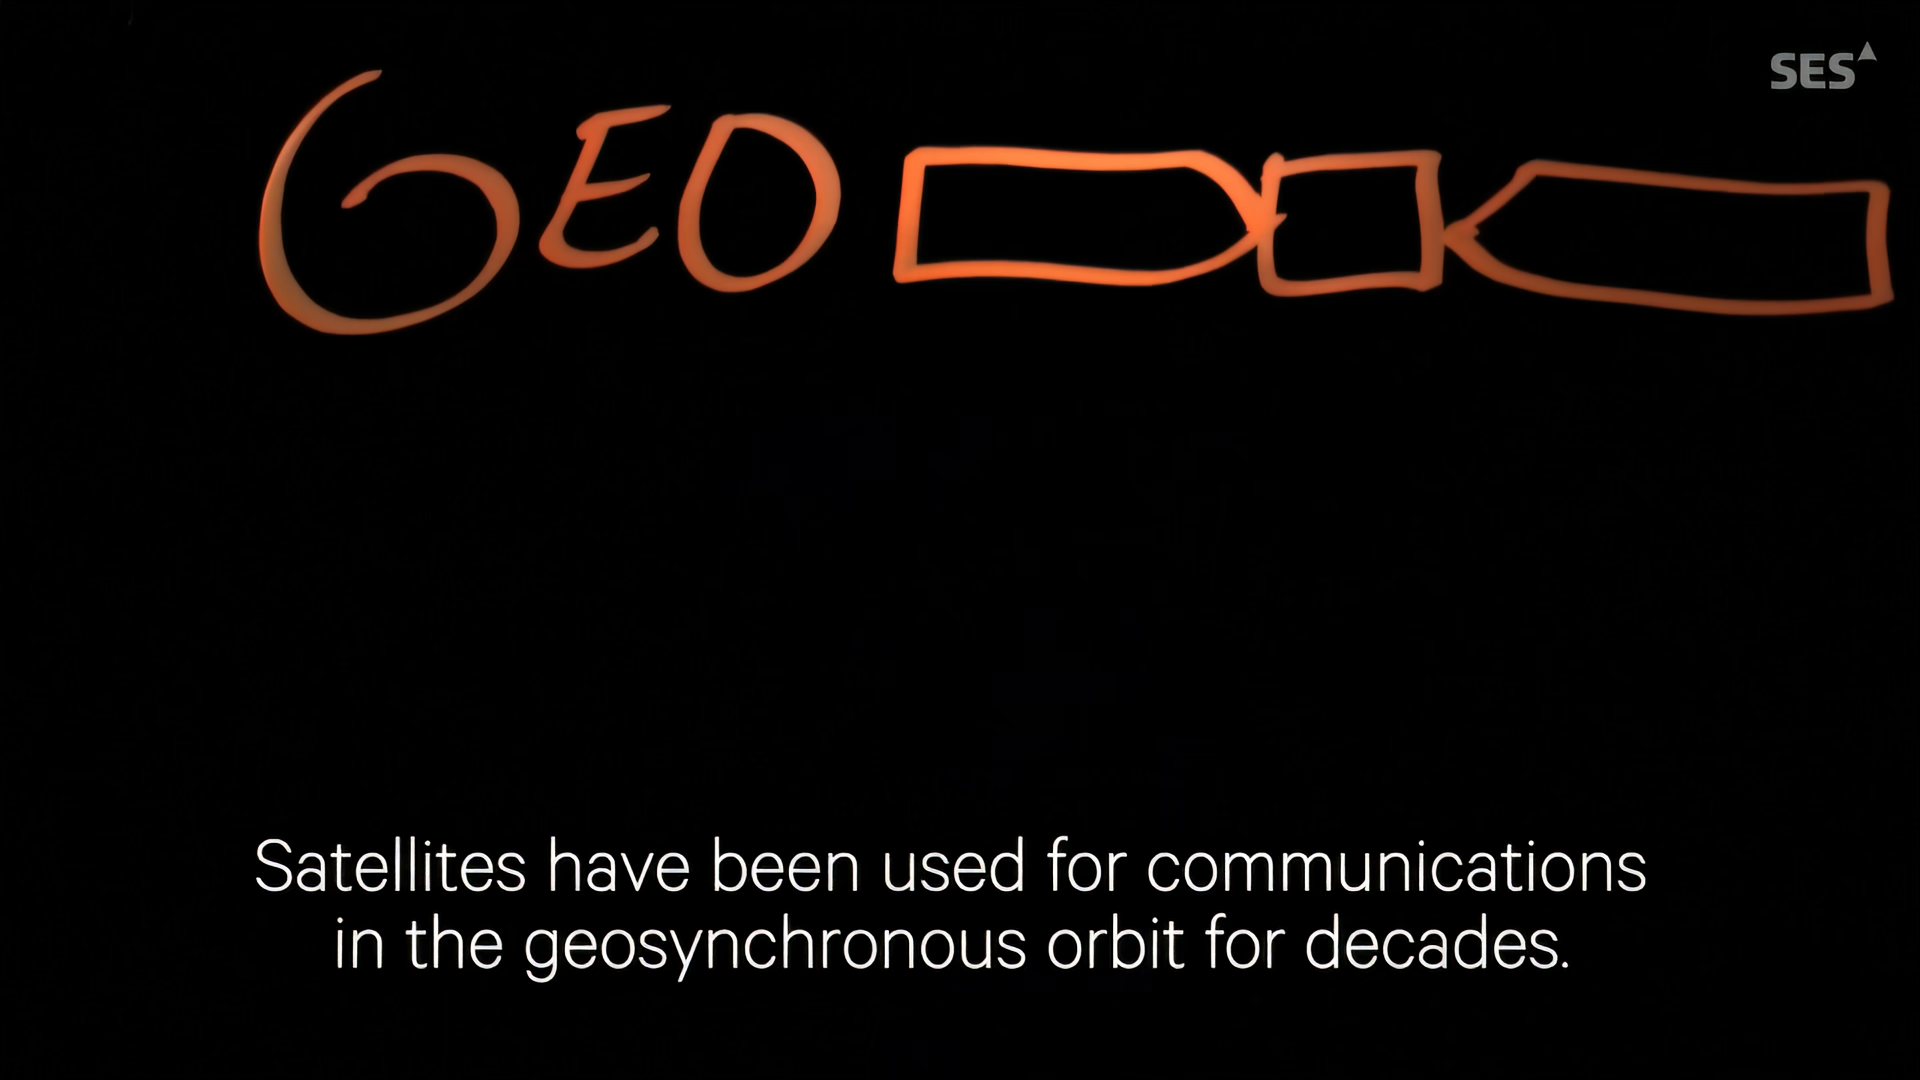 SES
GEO
Satellites have been used for communications
in the geosynchronous orbit for decades.